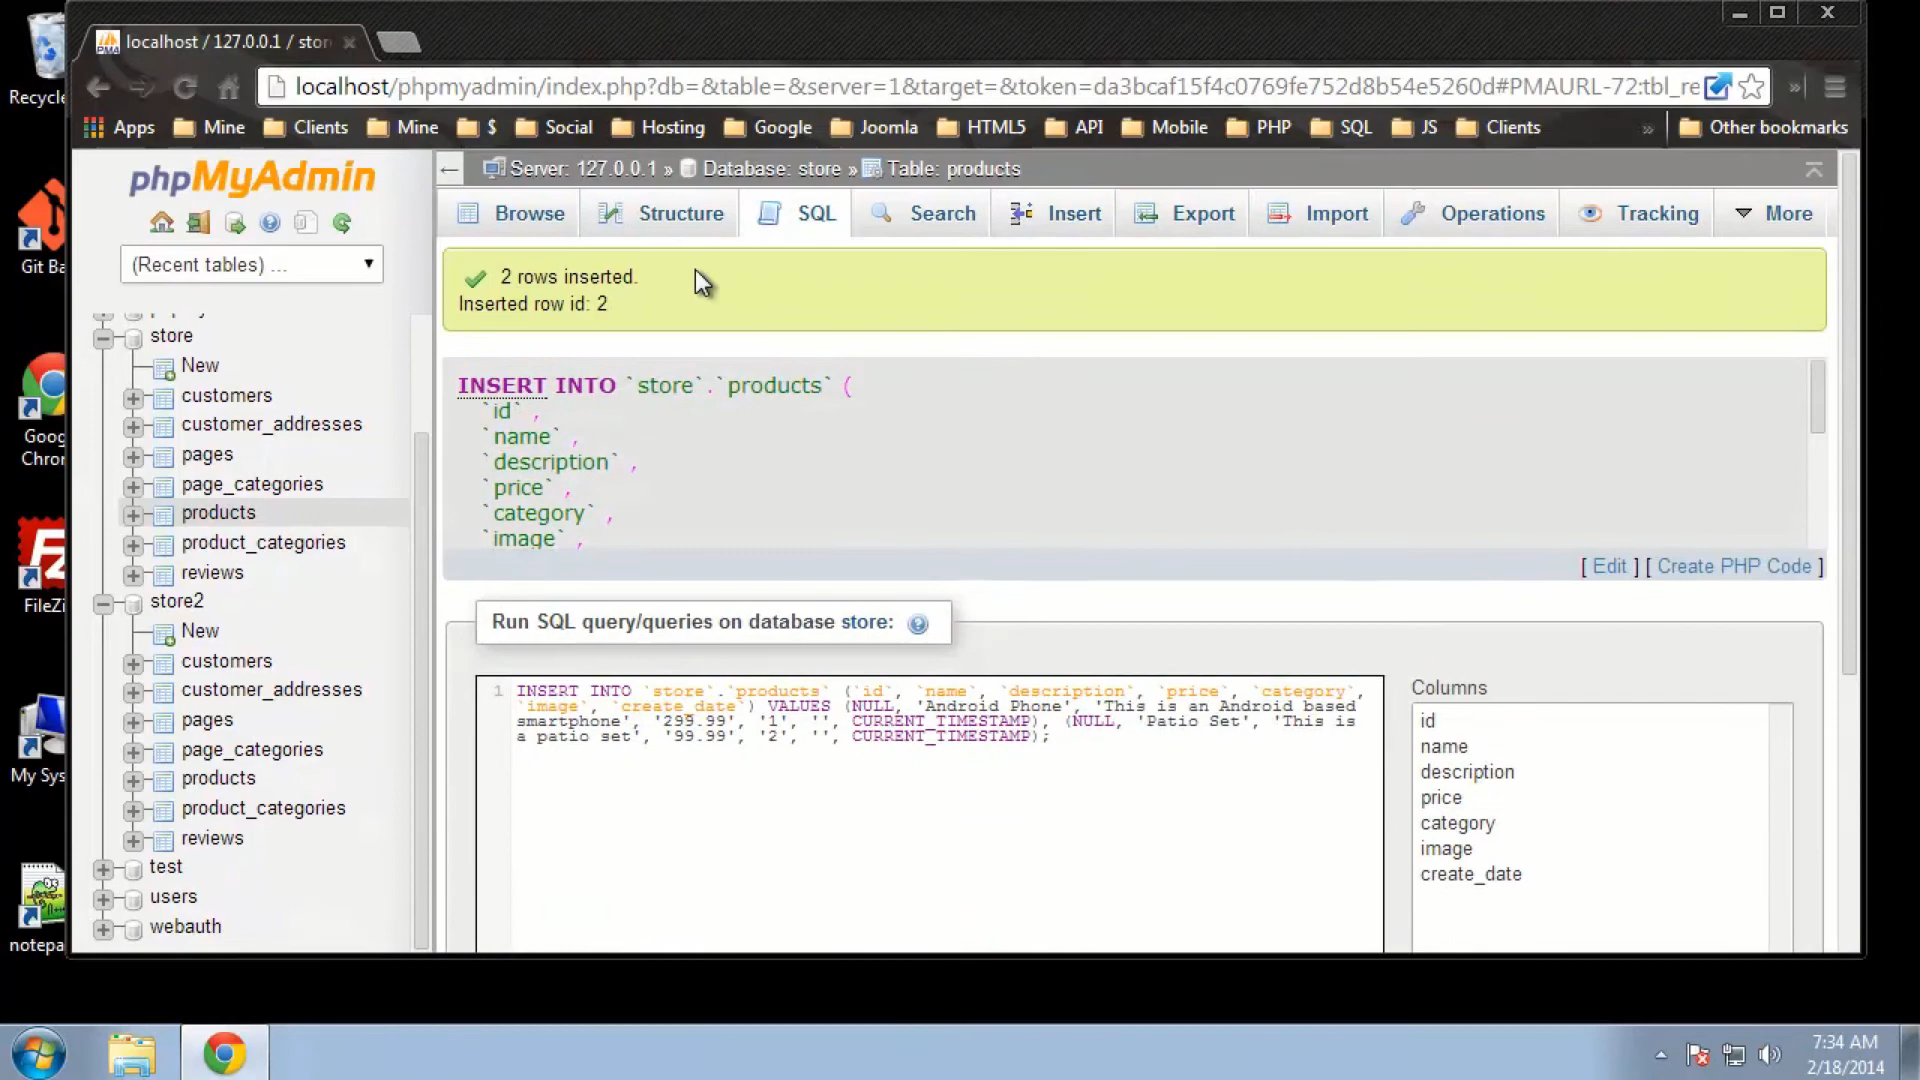 localhost / 127.0.0.1 / stor
localhost/phpmyadmin/index.php?db=&table=&server=1&target=&token=da3bcaf15f4c0769fe752d8b54e5260d#PMAURL-72:tbl_re
Apps Mine Clients Mine $ Social Hosting Google Joomla HTML5 API Mobile PHP SQL JS Clients » Other bookmarks
Recycle
Git Ba
Goog
Chron
FileZi
My Sys
notepa
phpMyAdmin
(Recent tables) ...
store
New
customers
customer_addresses
pages
page_categories
products
product_categories
reviews
store2
New
customers
customer_addresses
pages
page_categories
products
product_categories
reviews
test
users
webauth
Server: 127.0.0.1 » Database: store » Table: products
Browse Structure SQL Search Insert Export Import Operations Tracking More
2 rows inserted.
Inserted row id: 2
INSERT INTO `store`.`products` (
`id` ,
`name` ,
`description` ,
`price` ,
`category` ,
`image` ,
[ Edit ] [ Create PHP Code ]
Run SQL query/queries on database store:
1 INSERT INTO `store`.`products` (`id`, `name`, `description`, `price`, `category`,
`image`, `create_date`) VALUES (NULL, 'Android Phone', 'This is an Android based
smartphone', '299.99', '1', '', CURRENT_TIMESTAMP), (NULL, 'Patio Set', 'This is
a patio set', '99.99', '2', '', CURRENT_TIMESTAMP);
Columns
id
name
description
price
category
image
create_date
7:34 AM
2/18/2014